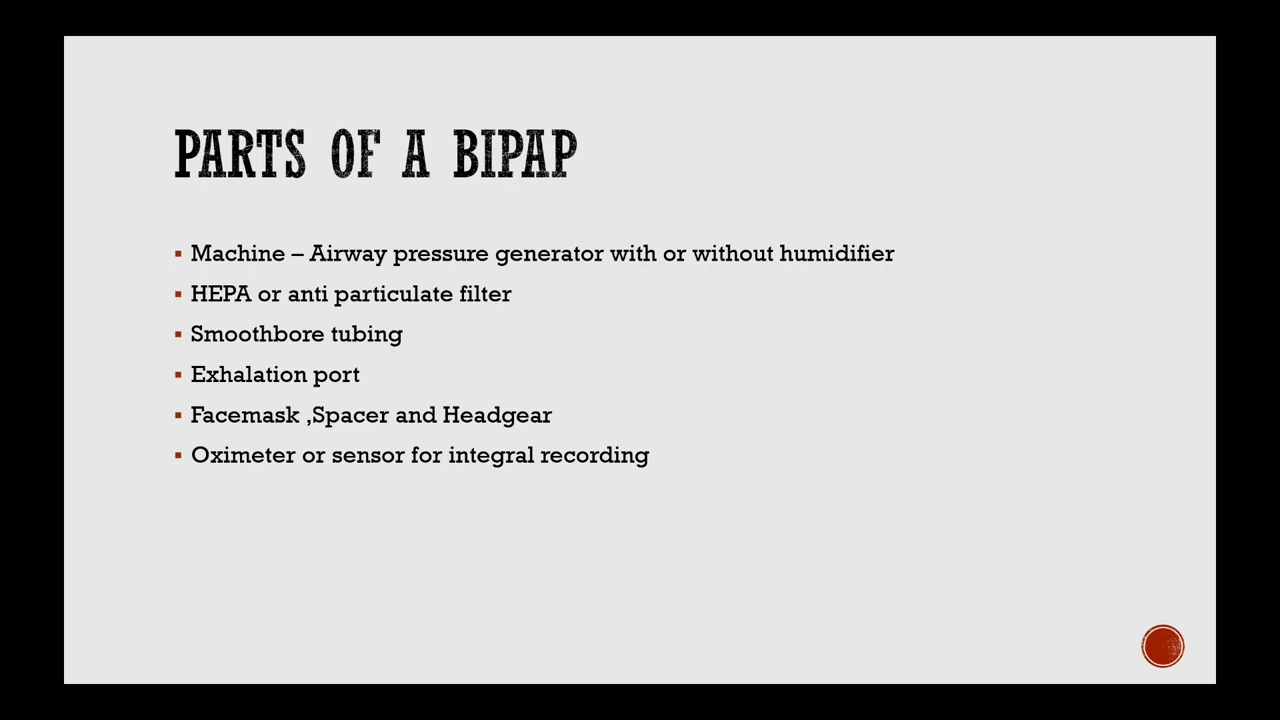 PARTS OF A BIPAP
▪ Machine – Airway pressure generator with or without humidifier
▪ HEPA or anti particulate filter
▪ Smoothbore tubing
▪ Exhalation port
▪ Facemask ,Spacer and Headgear
▪ Oximeter or sensor for integral recording